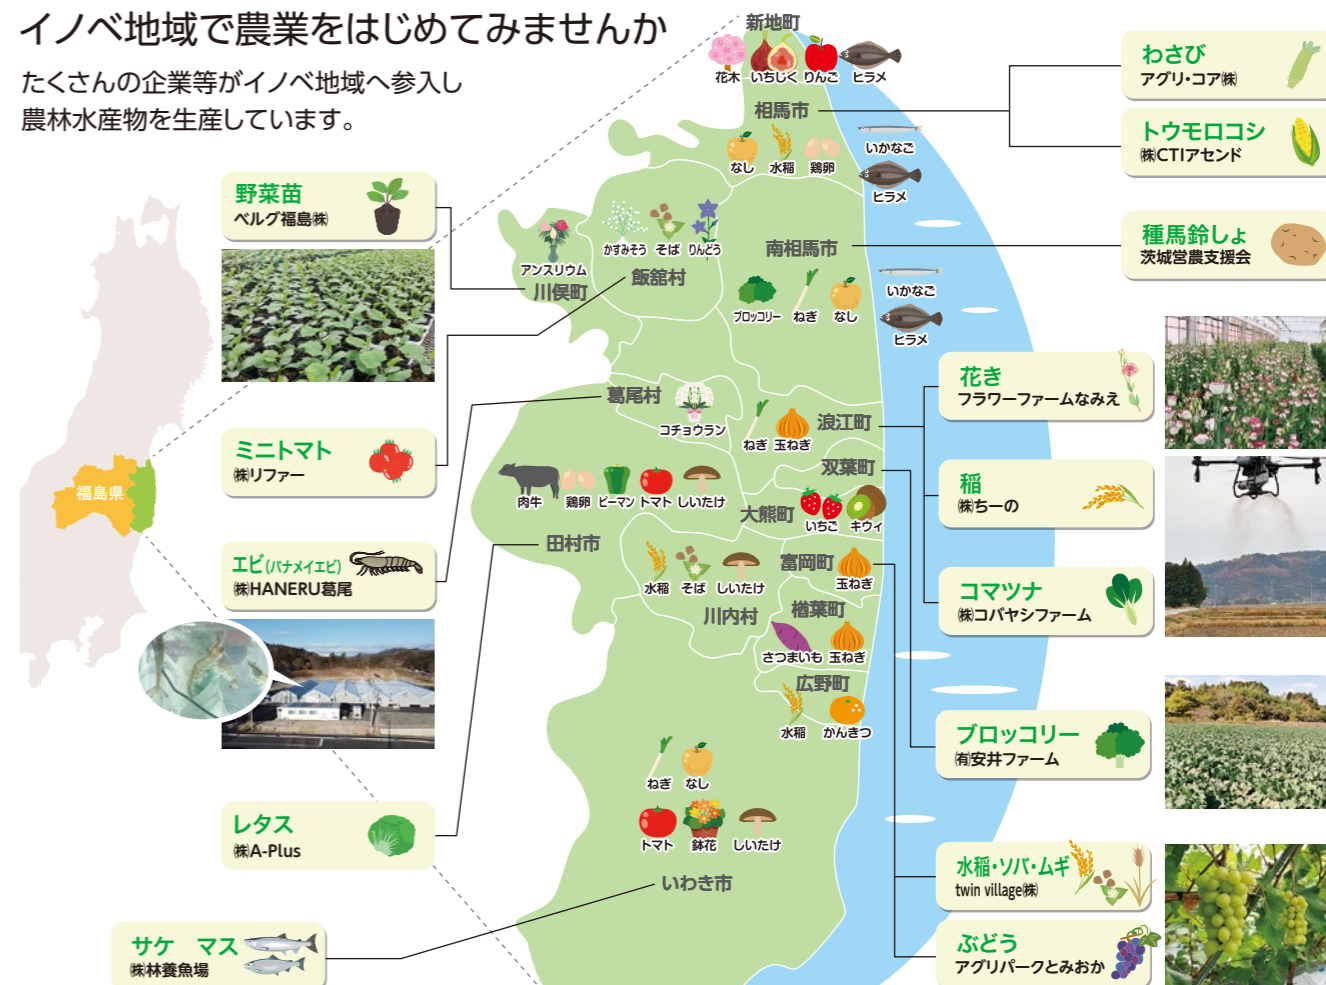 イノベ地域で農業をはじめてみませんか
たくさんの企業等がイノベ地域へ参入し
農林水産物を生産しています。
福島県
野菜苗
ベルグ福島㈱
ミニトマト
㈱リファー
エビ(バナメイエビ)
㈱HANERU葛尾
レタス
㈱A-Plus
サケ　マス
㈱林養魚場
新地町
花木 いちじく りんご ヒラメ
相馬市
なし 水稲 鶏卵
いかなご
ヒラメ
アンスリウム
川俣町
かすみそう そば りんどう
飯舘村
南相馬市
ブロッコリー ねぎ なし
いかなご
ヒラメ
葛尾村
コチョウラン
浪江町
ねぎ 玉ねぎ
双葉町
大熊町
いちご キウィ
肉牛 鶏卵 ピーマン トマト しいたけ
田村市
富岡町
玉ねぎ
水稲 そば しいたけ
川内村
楢葉町
さつまいも 玉ねぎ
広野町
水稲 かんきつ
ねぎ なし
トマト 鉢花 しいたけ
いわき市
わさび
アグリ・コア㈱
トウモロコシ
㈱CTIアセンド
種馬鈴しょ
茨城営農支援会
花き
フラワーファームなみえ
稲
㈱ちーの
コマツナ
㈱コバヤシファーム
ブロッコリー
㈲安井ファーム
水稲・ソバ・ムギ
twin village㈱
ぶどう
アグリパークとみおか